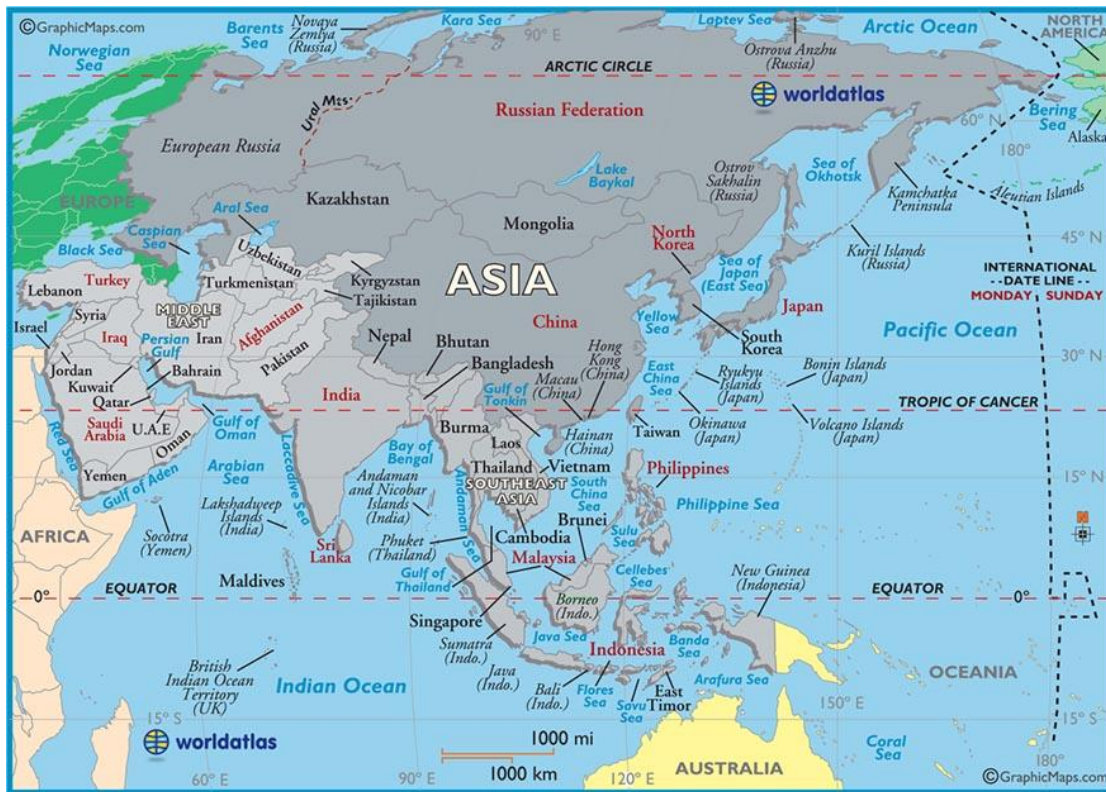 ©GraphicMaps.com
Norwegian
Sea
Barents
Sea
Novaya
Zemlya
(Russia)
Kara Sea
90° E
Laptev Sea
Ostrova Anzhu
(Russia)
Arctic Ocean
180°
NORTH
AMERICA
ARCTIC CIRCLE
worldatlas
Ural Mts.
Russian Federation
European Russia
60° N
Bering
Sea
Alaska
180°
EUROPE
Kazakhstan
Lake
Baykal
Ostrov
Sakhalin
(Russia)
Sea of
Okhotsk
Kamchatka
Peninsula
Aleutian Islands
Aral Sea
Caspian
Sea
Mongolia
North
Korea
Kuril Islands
(Russia)
45° N
Black Sea
Uzbekistan
Turkey
Turkmenistan
Kyrgyzstan
Tajikistan
ASIA
Sea of
Japan
(East Sea)
INTERNATIONAL
DATE LINE
MONDAY
SUNDAY
Lebanon
Syria
MIDDLE
EAST
Afghanistan
China
Yellow
Sea
Japan
Pacific Ocean
Israel
Iraq
Persian
Gulf
Iran
Pakistan
Nepal
Bhutan
South
Korea
30° N
Jordan
Kuwait
Bahrain
Qatar
Bangladesh
Hong
Kong
(China)
Macau
(China)
East
China
Sea
Ryukyu
Islands
(Japan)
Bonin Islands
(Japan)
India
Gulf of
Tonkin
TROPIC OF CANCER
Saudi
Arabia
U.A.E
Oman
Gulf of
Oman
Burma
Laos
Hainan
(China)
Taiwan
Okinawa
(Japan)
Volcano Islands
(Japan)
Red Sea
Yemen
Gulf of Aden
Arabian
Sea
Laccadive Sea
Bay of
Bengal
Thailand
Vietnam
SOUTHEAST
ASIA
Philippines
15° N
Andaman
and Nicobar
Islands
(India)
Andaman Sea
South
China
Sea
Philippine Sea
AFRICA
Socotra
(Yemen)
Lakshadweep
Islands
(India)
Sri
Lanka
Phuket
(Thailand)
Cambodia
Brunei
Sulu
Sea
N
Maldives
Gulf of
Thailand
Malaysia
Cellebes
Sea
New Guinea
(Indonesia)
EQUATOR
EQUATOR
0°
0°
Borneo
(Indo.)
Singapore
Sumatra
(Indo.)
Java Sea
Indonesia
Banda
Sea
OCEANIA
British
Indian Ocean
Territory
(UK)
Indian Ocean
Java
(Indo.)
Bali
(Indo.)
Flores
Sea
Savu
Sea
East
Timor
Arafura Sea
15° S
150° E
15° S
worldatlas
1000 mi
1000 km
Coral
Sea
60° E
90° E
120° E
AUSTRALIA
180°
©GraphicMaps.com